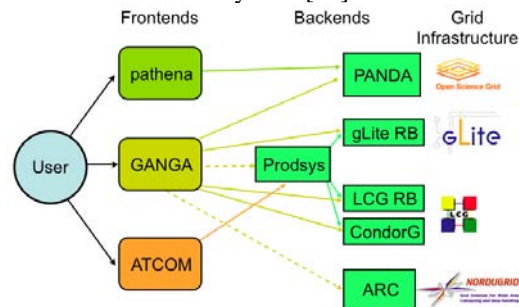 Frontends
Backends
Grid
Infrastructure
pathena
PANDA
Open Science Grid
GANGA
gLite RB
gLite
User
Prodsys
LCG RB
LCG
CondorG
ATCOM
ARC
NORDUGRID